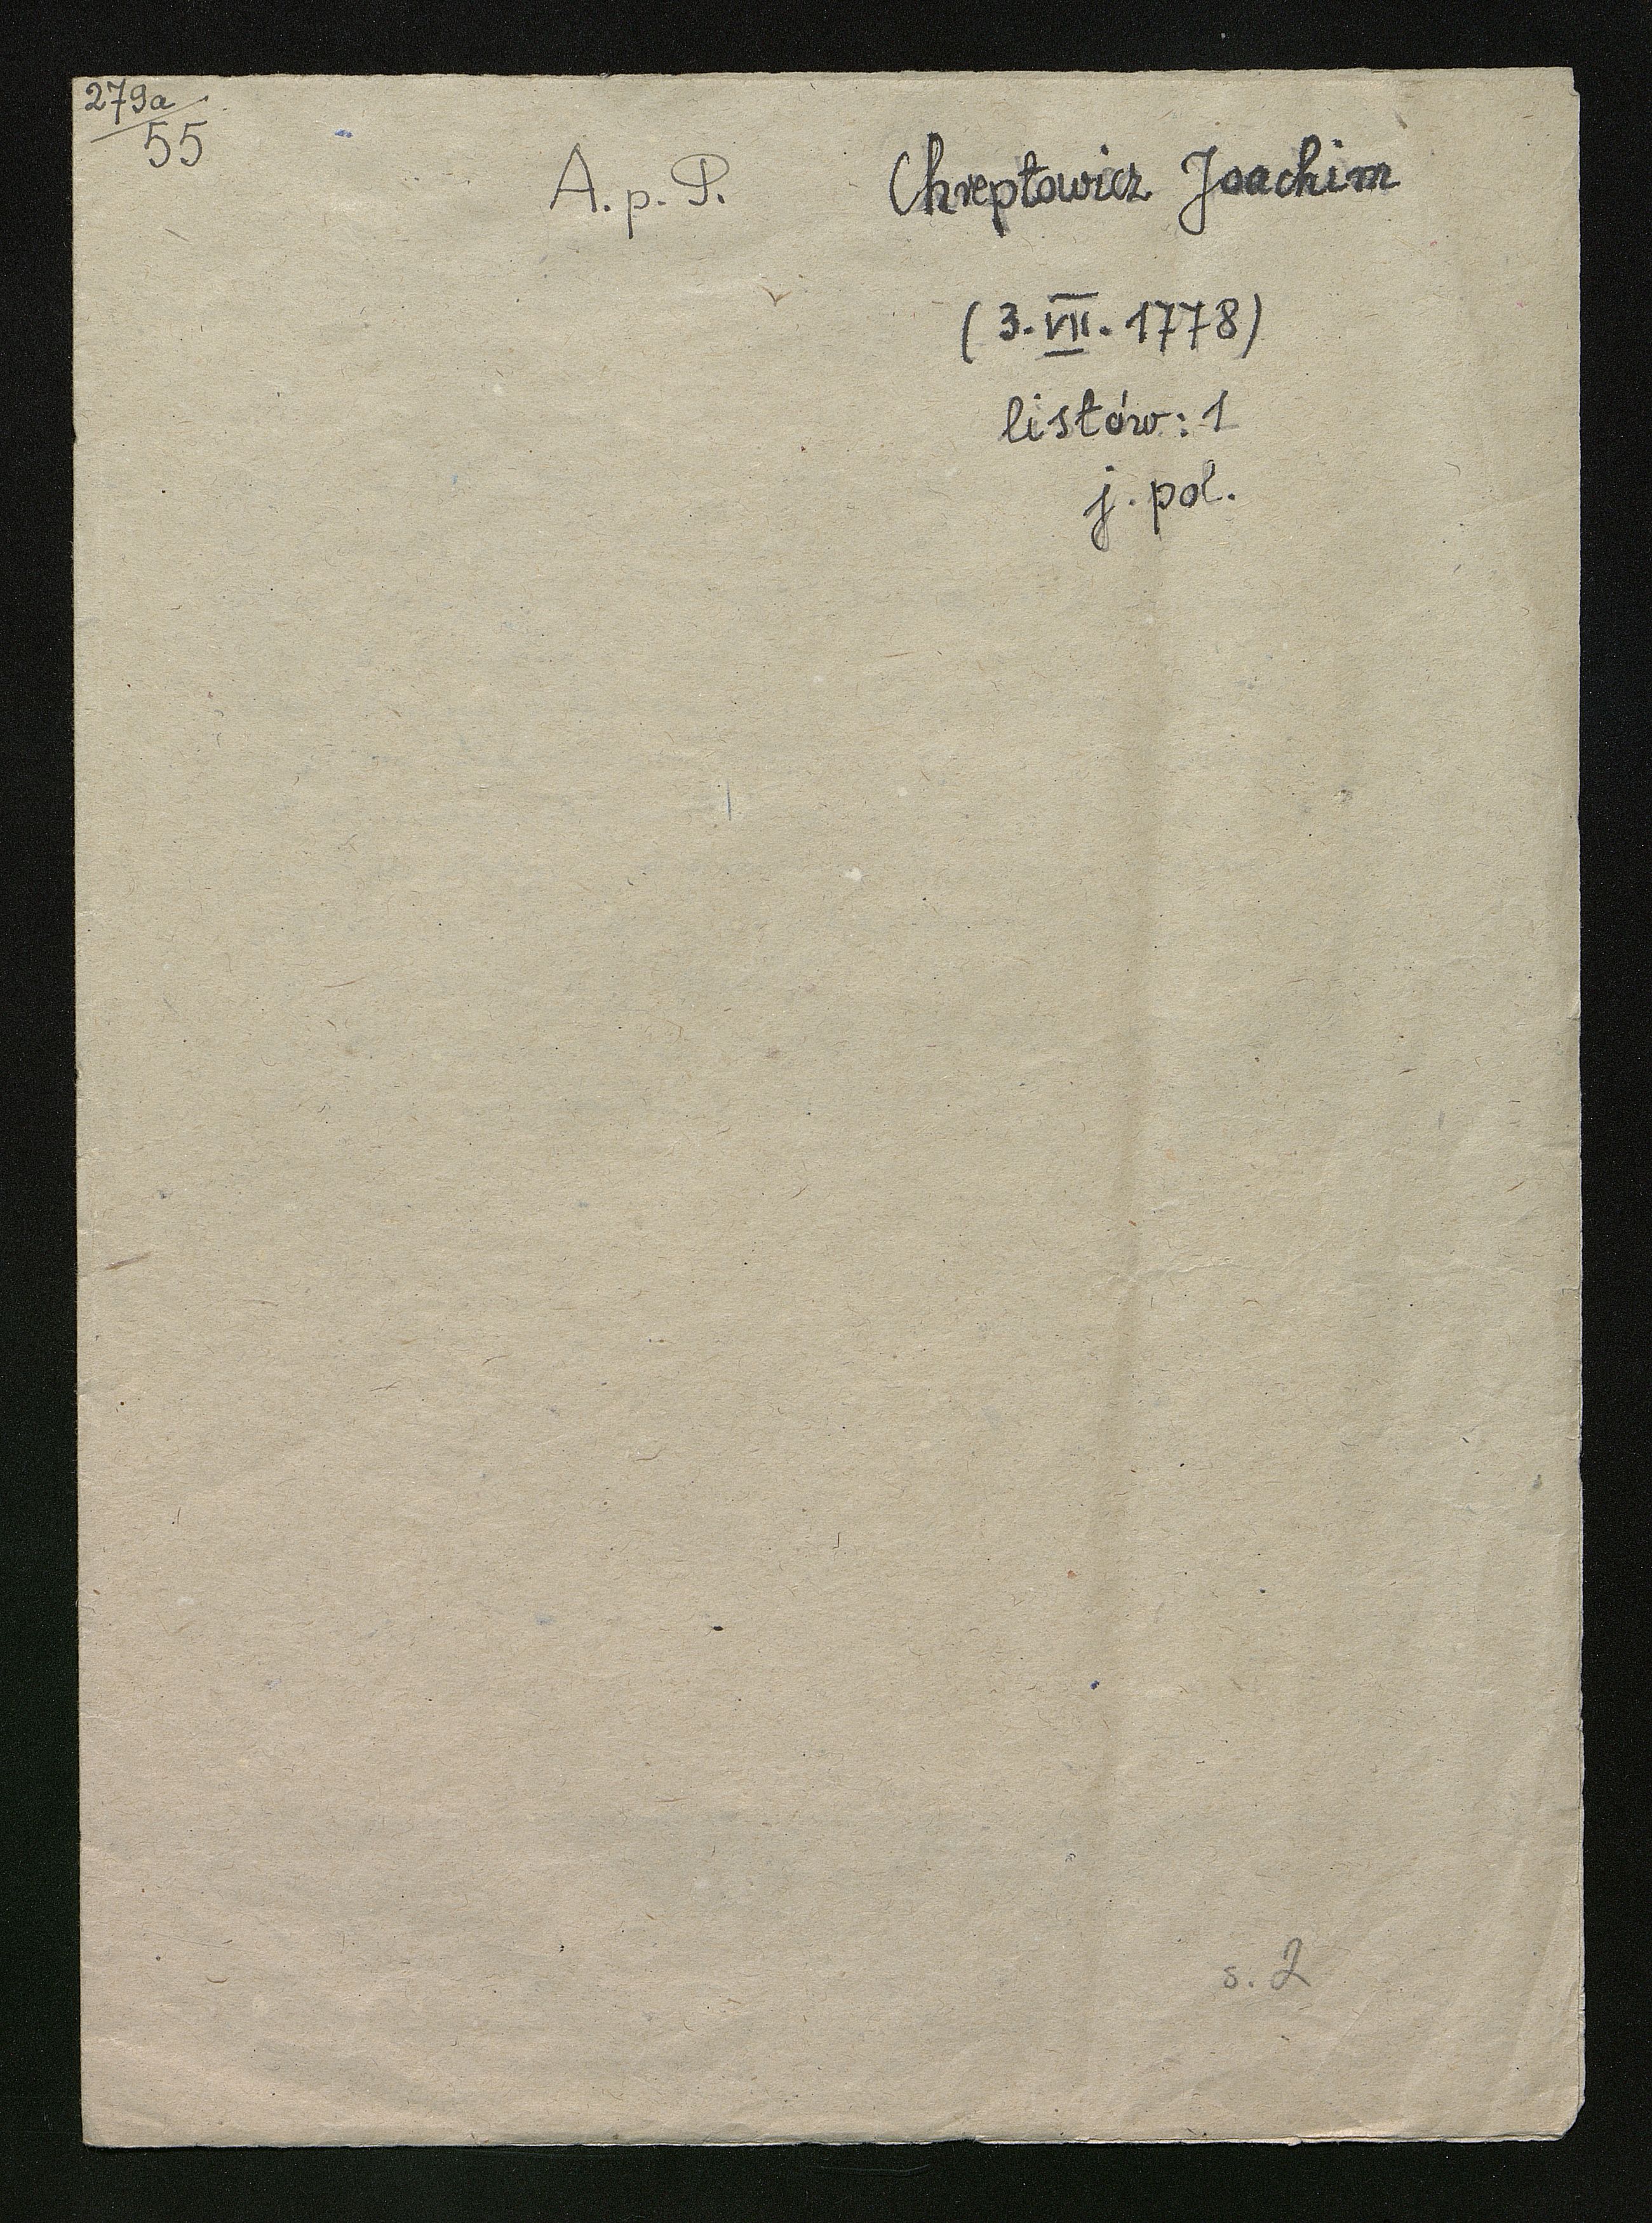 279a
55
A.p.P. Chreptowicz Joachim
(3.VII.1778)
listów: 1
j. pol.
s. 2